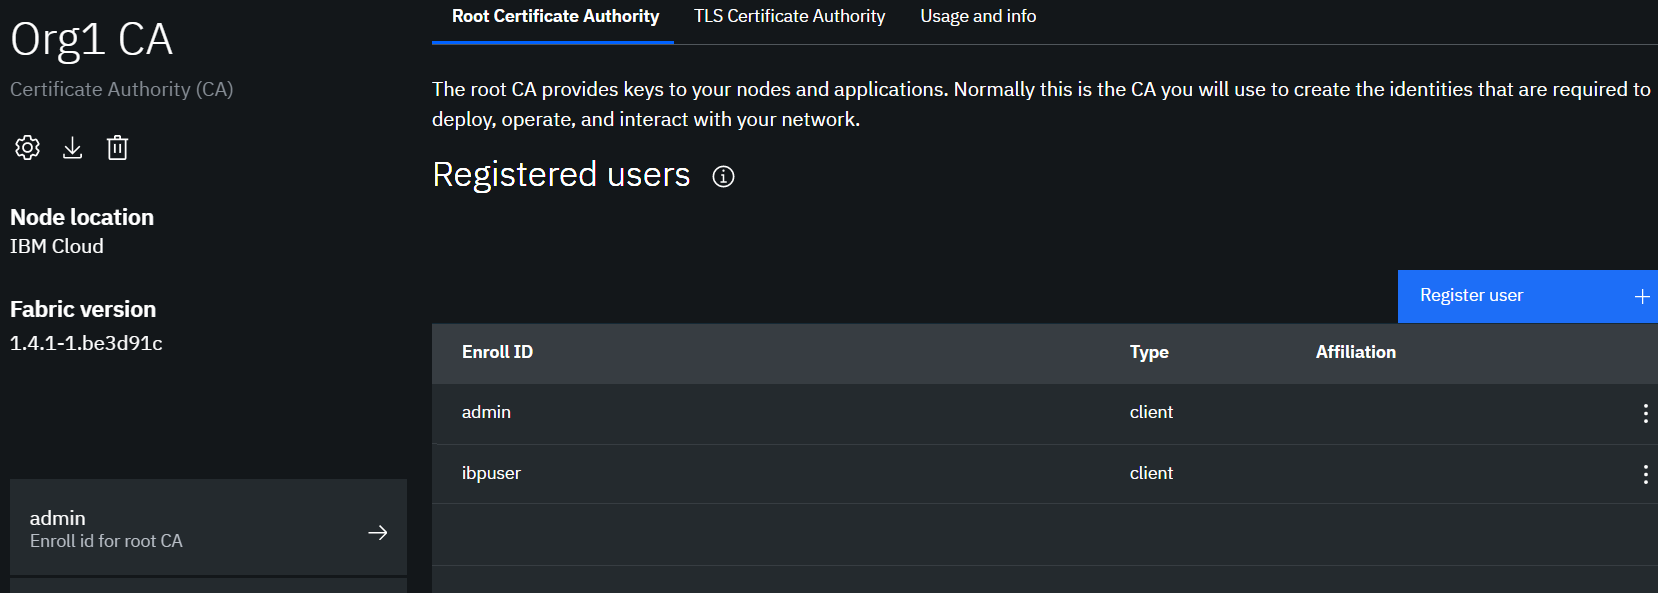 Org1 CA
Certificate Authority (CA)
Node location
IBM Cloud
Fabric version
1.4.1-1.be3d91c
admin
Enroll id for root CA
Root Certificate Authority TLS Certificate Authority Usage and info
The root CA provides keys to your nodes and applications. Normally this is the CA you will use to create the identities that are required to
deploy, operate, and interact with your network.
Registered users
Register user
Enroll ID Type Affiliation
admin client
ibpuser client